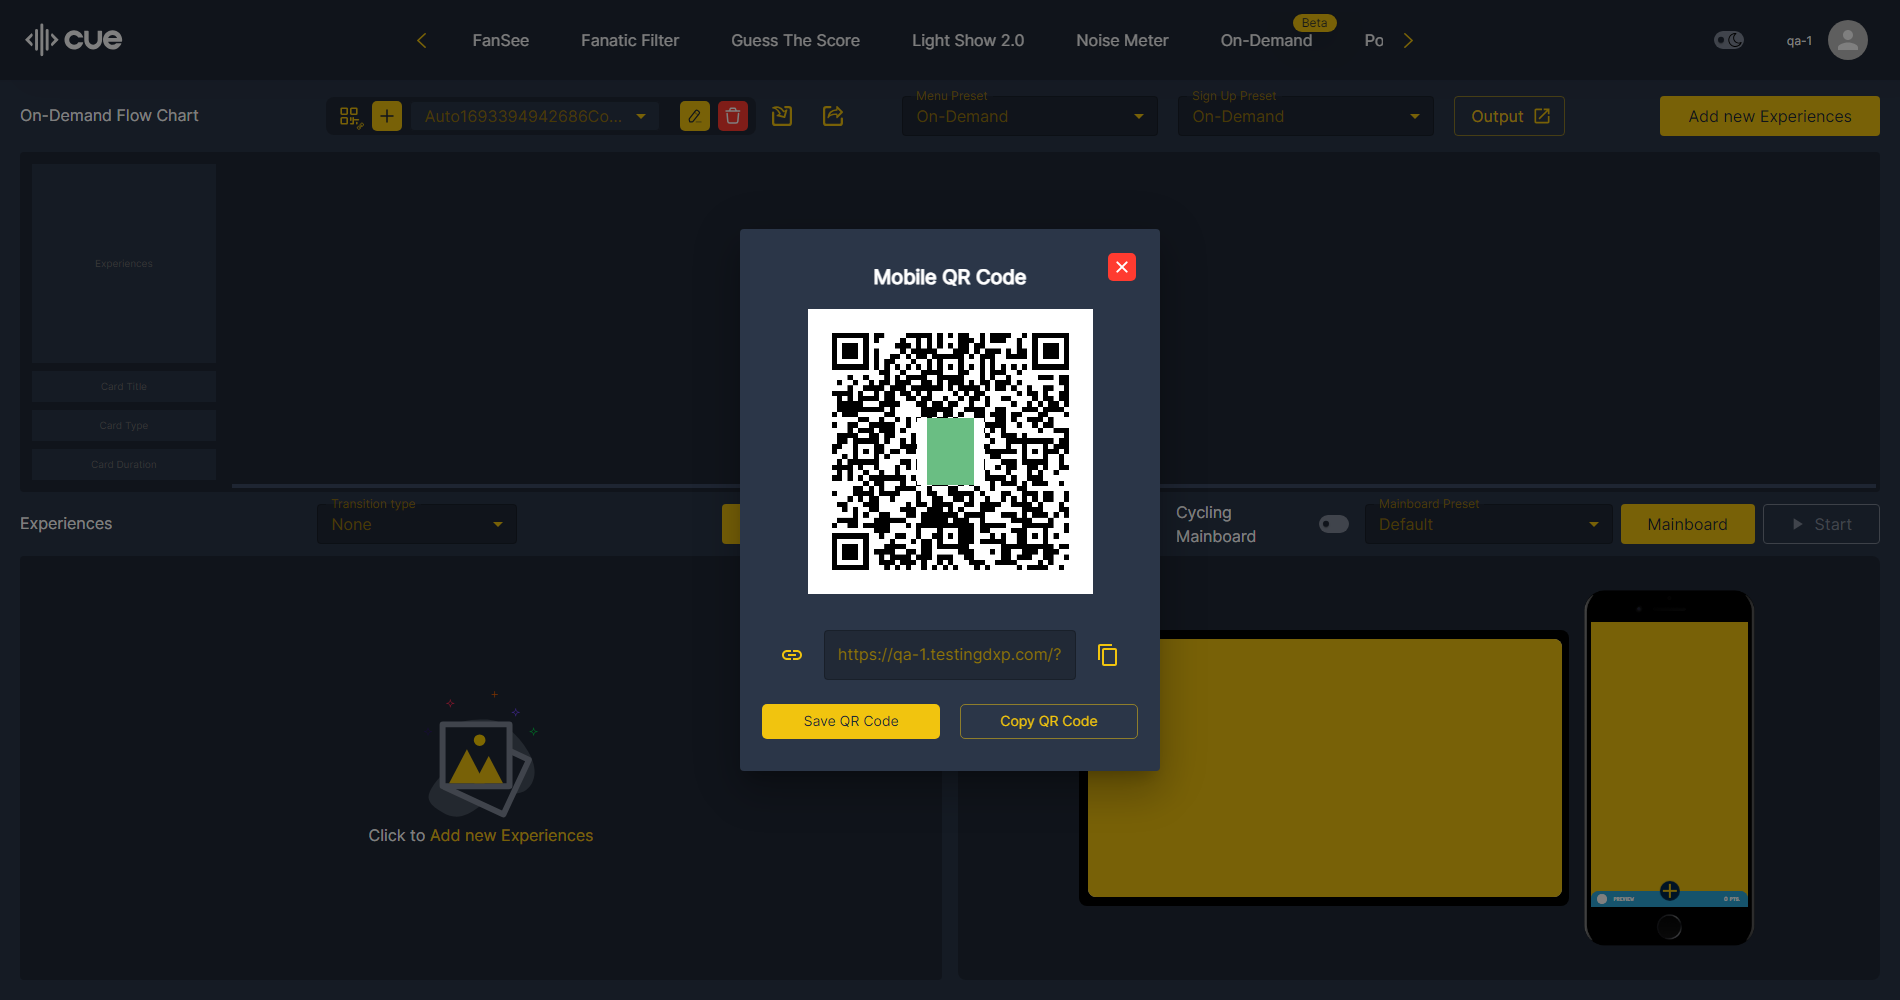 cue
FanSee
Fanatic Filter
Guess The Score
Light Show 2.0
Noise Meter
On-Demand
Beta
Po
qa-1
On-Demand Flow Chart
Auto1693394942686Co...
Menu Preset
On-Demand
Sign Up Preset
On-Demand
Output
Add new Experiences
Experiences
Card Title
Card Type
Card Duration
Mobile QR Code
https://qa-1.testingdxp.com/?
Save QR Code
Copy QR Code
Experiences
Transition type
None
Cycling
Mainboard
Mainboard Preset
Default
Mainboard
Start
Click to Add new Experiences
PREVIEW
0 PTS.